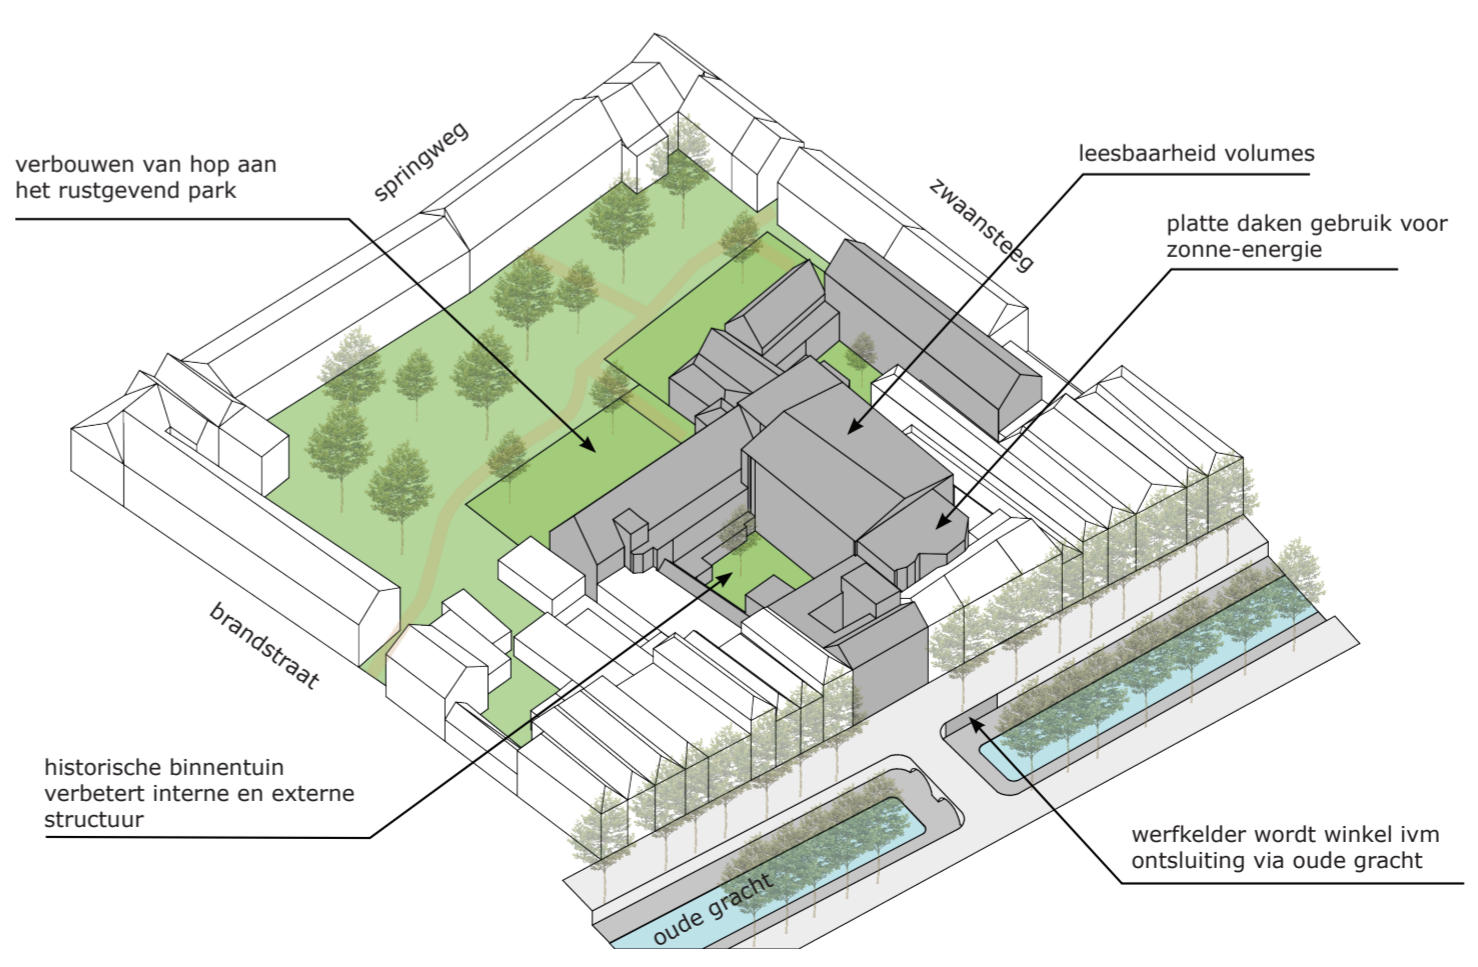 springweg
verbouwen van hop aan
het rustgevend park
leesbaarheid volumes
zwaansteeg
platte daken gebruik voor
zonne-energie
brandstraat
historische binnentuin
verbetert interne en externe
structuur
werfkelder wordt winkel ivm
ontsluiting via oude gracht
oude gracht